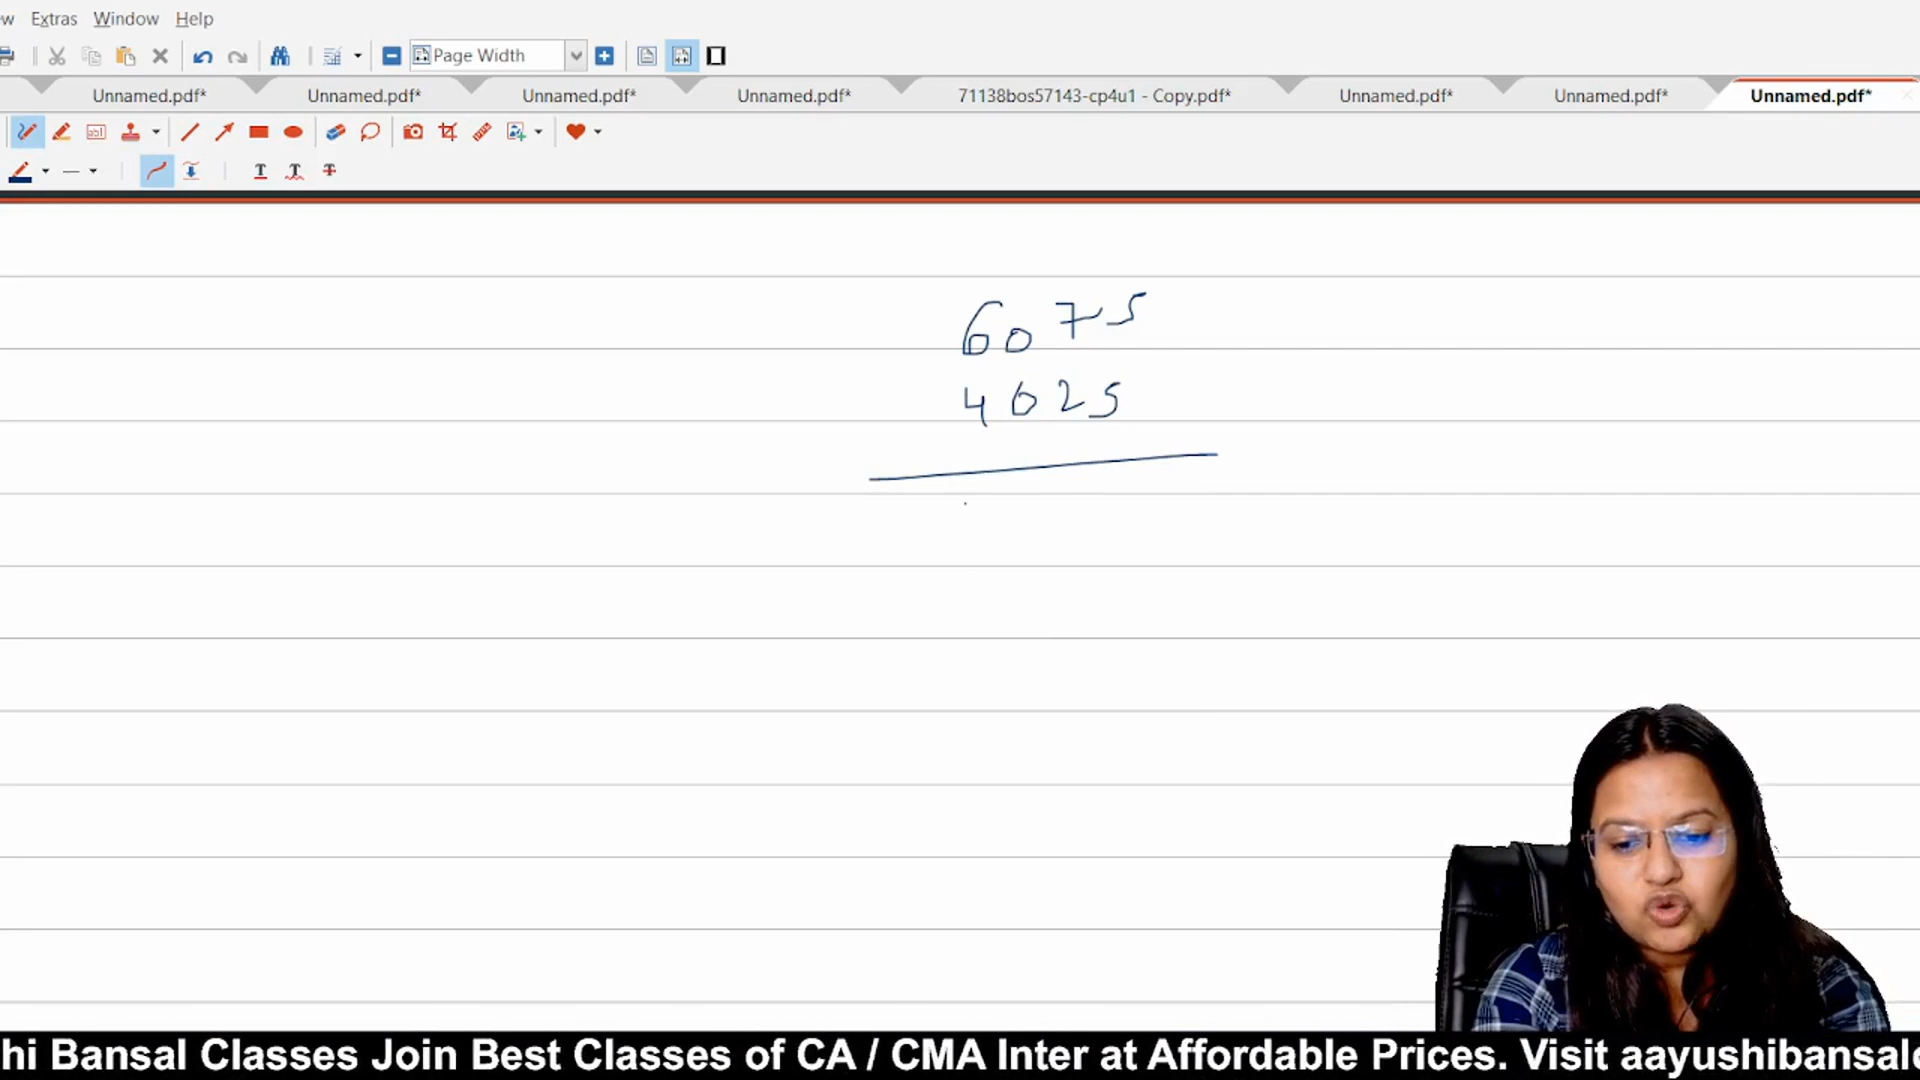 w Extras Window Help
Page Width
Unnamed.pdf* Unnamed.pdf* Unnamed.pdf* Unnamed.pdf* 71138bos57143-cp4u1 - Copy.pdf* Unnamed.pdf* Unnamed.pdf* Unnamed.pdf*
6075
4025
hi Bansal Classes Join Best Classes of CA / CMA Inter at Affordable Prices. Visit aayushibansalc